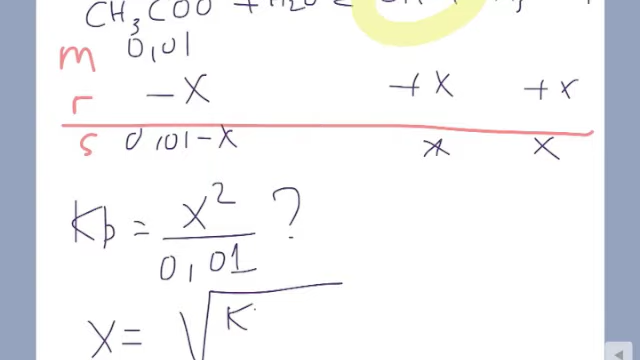 CH₃COO + H₂O
m 0,01
r -X +X +X
s 0,01-X X X
Kb = X² / 0,01 ?
X = √K